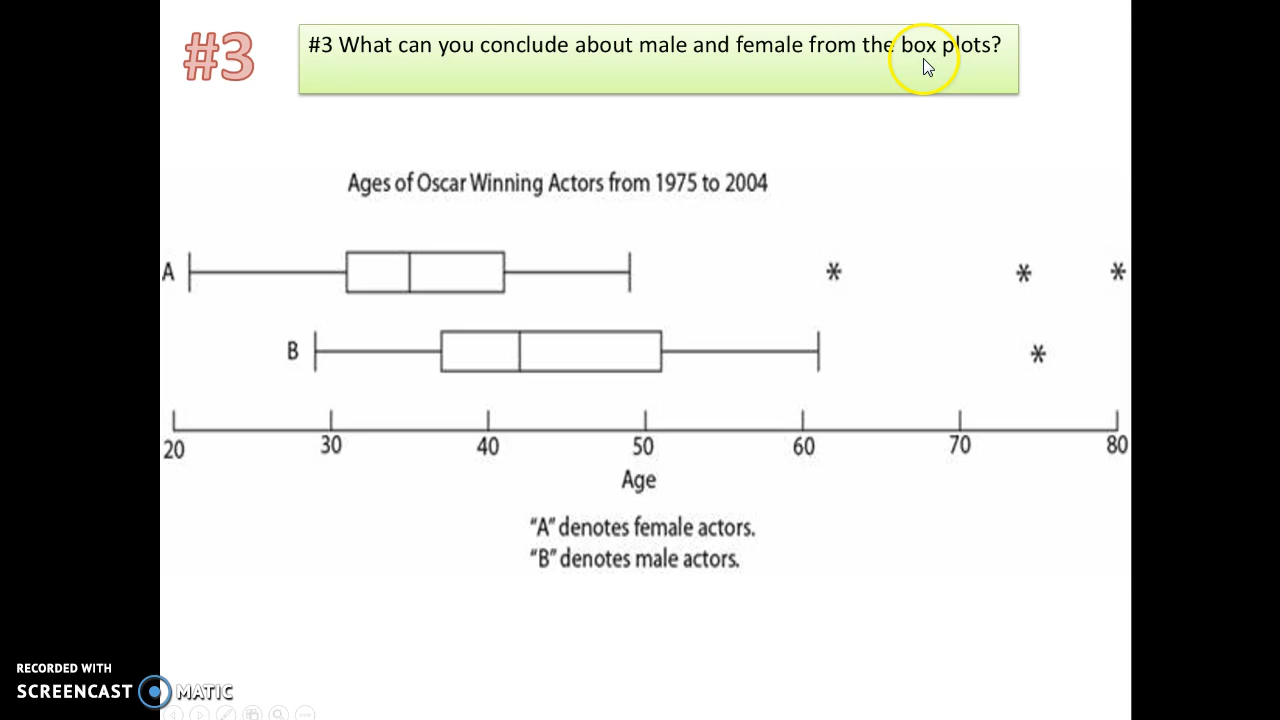 #3
#3 What can you conclude about male and female from the box plots?
Ages of Oscar Winning Actors from 1975 to 2004
A
* * *
B
*
20 30 40 50 60 70 80
Age
“A” denotes female actors.
“B” denotes male actors.
RECORDED WITH
SCREENCAST MATIC